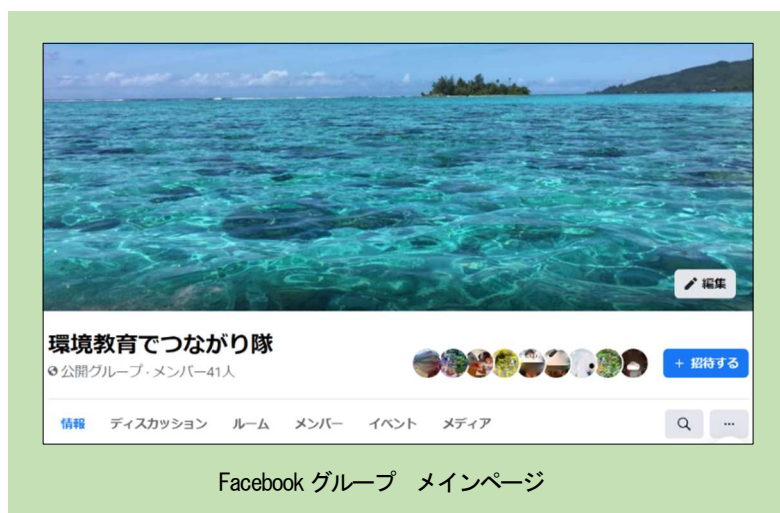 編集
環境教育でつながり隊
公開グループ・メンバー41人
+ 招待する
情報 ディスカッション ルーム メンバー イベント メディア
Facebook グループ　メインページ